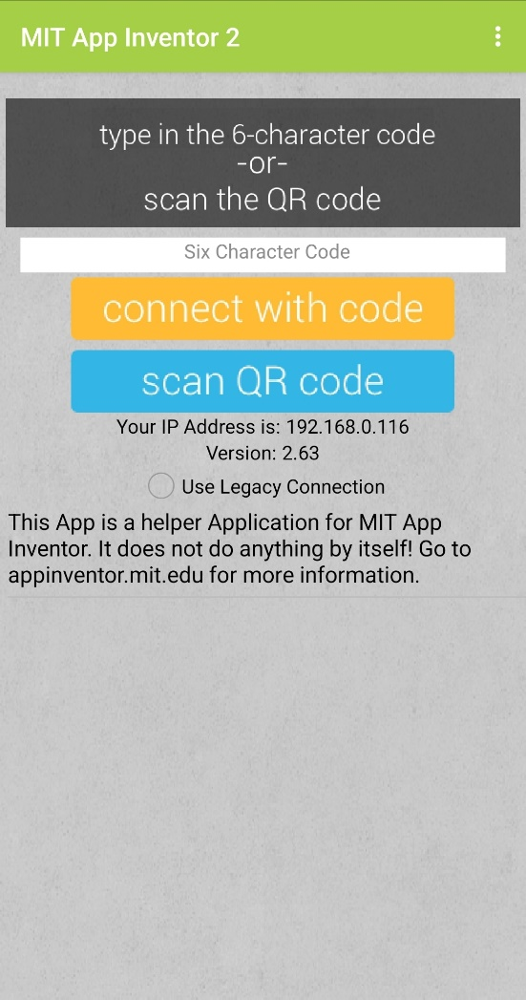 MIT App Inventor 2
type in the 6-character code
-or-
scan the QR code
Six Character Code
connect with code
scan QR code
Your IP Address is: 192.168.0.116
Version: 2.63
Use Legacy Connection
This App is a helper Application for MIT App
Inventor. It does not do anything by itself! Go to
appinventor.mit.edu for more information.